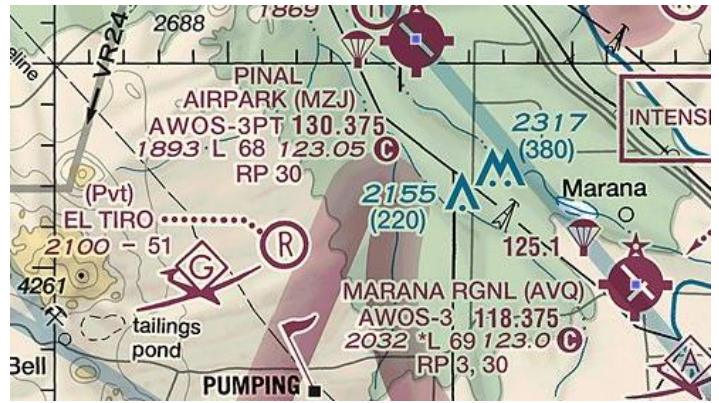 2688
1869
H
eline
VR24
PINAL
AIRPARK (MZJ)
AWOS-3PT 130.375
1893 L 68 123.05 C
RP 30
INTENSI
2317
(380)
(Pvt)
EL TIRO
2100 - 51
R
G
2155
(220)
Marana
125.1
4261
tailings
pond
MARANA RGNL (AVQ)
AWOS-3 118.375
2032 *L 69 123.0 C
RP 3, 30
A
Bell
PUMPING